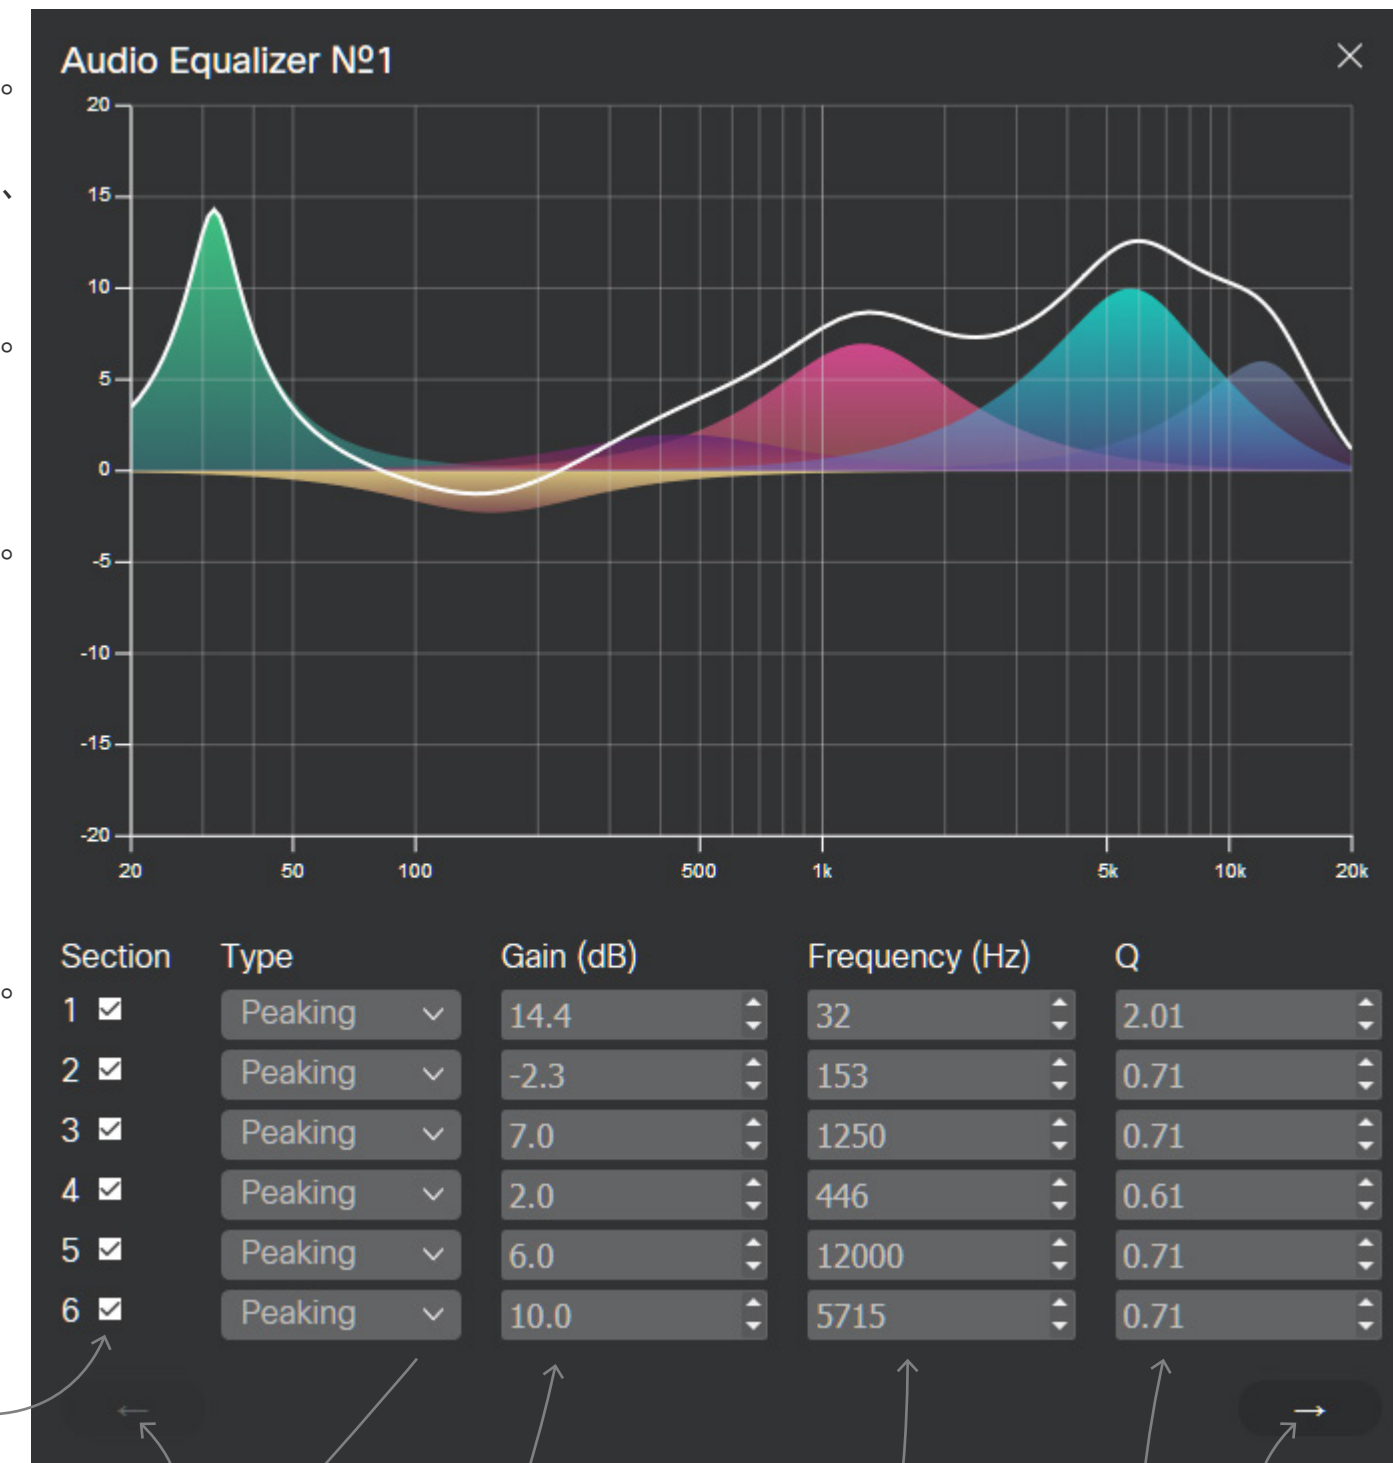 。
、
。
。
。
Audio Equalizer Nº1
20
15
10
5
0
-5
-10
-15
-20
20 50 100 500 1k 5k 10k 20k
Section Type Gain (dB) Frequency (Hz) Q
1 Peaking 14.4 32 2.01
2 Peaking -2.3 153 0.71
3 Peaking 7.0 1250 0.71
4 Peaking 2.0 446 0.61
5 Peaking 6.0 12000 0.71
6 Peaking 10.0 5715 0.71
← →